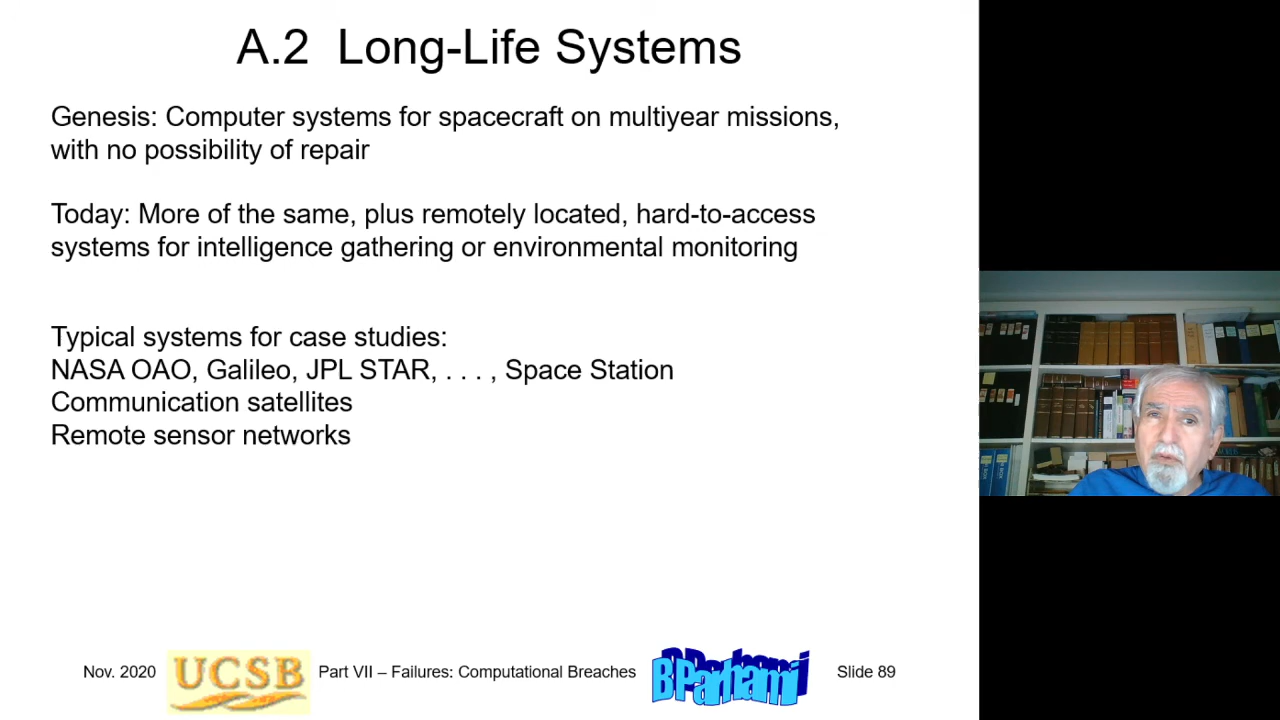 A.2 Long-Life Systems
Genesis: Computer systems for spacecraft on multiyear missions,
with no possibility of repair
Today: More of the same, plus remotely located, hard-to-access
systems for intelligence gathering or environmental monitoring
Typical systems for case studies:
NASA OAO, Galileo, JPL STAR, . . . , Space Station
Communication satellites
Remote sensor networks
Nov. 2020
UCSB
Part VII – Failures: Computational Breaches
B Parhami
Slide 89